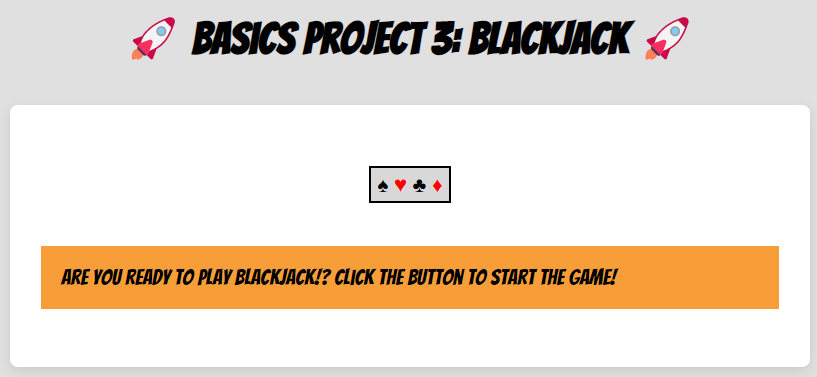 🚀 BASICS PROJECT 3: BLACKJACK 🚀
♠ ♥ ♣ ♦
ARE YOU READY TO PLAY BLACKJACK!? CLICK THE BUTTON TO START THE GAME!